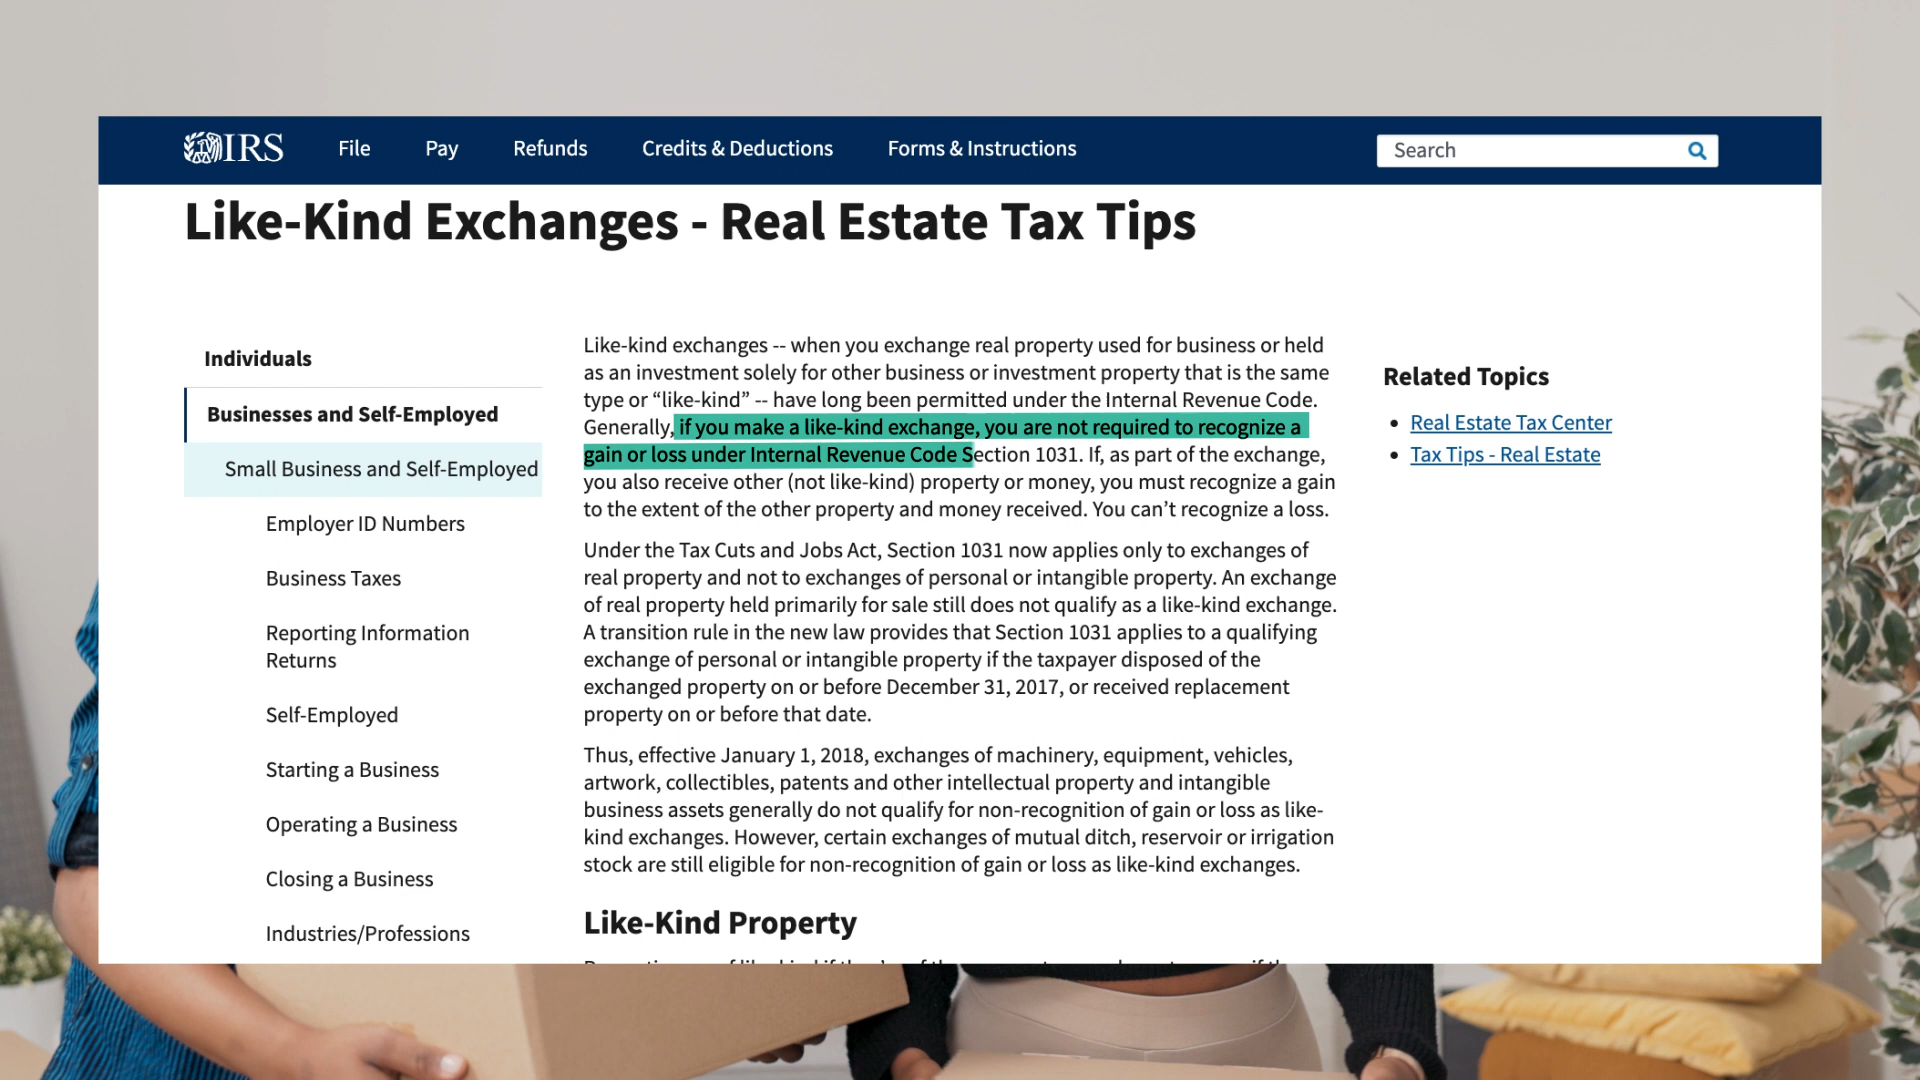 IRS
File
Pay
Refunds
Credits & Deductions
Forms & Instructions
Search
Like-Kind Exchanges - Real Estate Tax Tips
Individuals
Businesses and Self-Employed
Small Business and Self-Employed
Employer ID Numbers
Business Taxes
Reporting Information
Returns
Self-Employed
Starting a Business
Operating a Business
Closing a Business
Industries/Professions
Like-kind exchanges -- when you exchange real property used for business or held
as an investment solely for other business or investment property that is the same
type or “like-kind” -- have long been permitted under the Internal Revenue Code.
Generally, if you make a like-kind exchange, you are not required to recognize a
gain or loss under Internal Revenue Code Section 1031. If, as part of the exchange,
you also receive other (not like-kind) property or money, you must recognize a gain
to the extent of the other property and money received. You can’t recognize a loss.
Under the Tax Cuts and Jobs Act, Section 1031 now applies only to exchanges of
real property and not to exchanges of personal or intangible property. An exchange
of real property held primarily for sale still does not qualify as a like-kind exchange.
A transition rule in the new law provides that Section 1031 applies to a qualifying
exchange of personal or intangible property if the taxpayer disposed of the
exchanged property on or before December 31, 2017, or received replacement
property on or before that date.
Thus, effective January 1, 2018, exchanges of machinery, equipment, vehicles,
artwork, collectibles, patents and other intellectual property and intangible
business assets generally do not qualify for non-recognition of gain or loss as like-
kind exchanges. However, certain exchanges of mutual ditch, reservoir or irrigation
stock are still eligible for non-recognition of gain or loss as like-kind exchanges.
Like-Kind Property
Related Topics
Real Estate Tax Center
Tax Tips - Real Estate